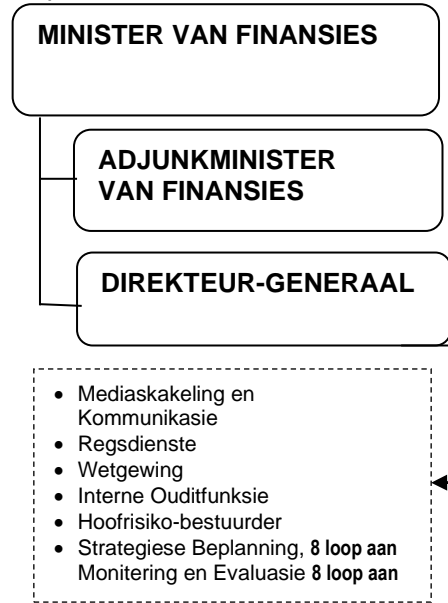 MINISTER VAN FINANSIES
ADJUNKMINISTER
VAN FINANSIES
DIREKTEUR-GENERAAL
• Mediaskakeling en
Kommunikasie
• Regsdienste
• Wetgewing
• Interne Ouditfunksie
• Hoofrisiko-bestuurder
• Strategiese Beplanning, 8 loop aan
Monitering en Evaluasie 8 loop aan